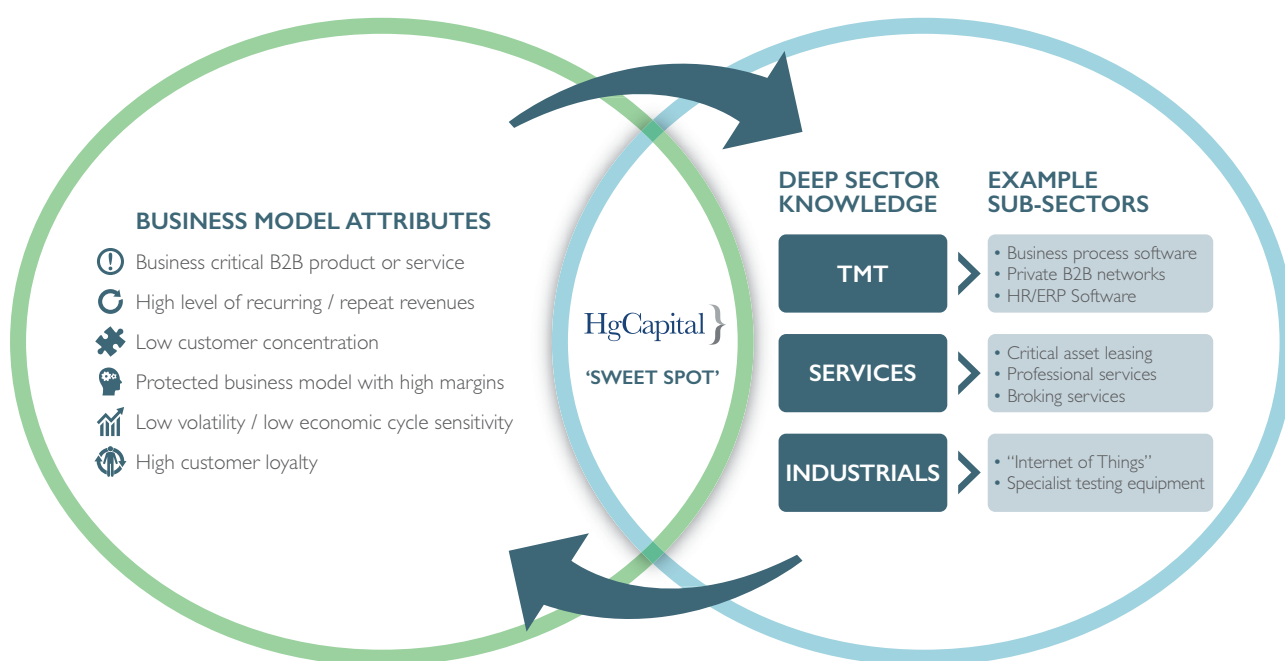 BUSINESS MODEL ATTRIBUTES
Business critical B2B product or service
High level of recurring / repeat revenues
Low customer concentration
Protected business model with high margins
Low volatility / low economic cycle sensitivity
High customer loyalty
HgCapital}
‘SWEET SPOT’
DEEP SECTOR
KNOWLEDGE
EXAMPLE
SUB-SECTORS
TMT
• Business process software
• Private B2B networks
• HR/ERP Software
SERVICES
• Critical asset leasing
• Professional services
• Broking services
INDUSTRIALS
• “Internet of Things”
• Specialist testing equipment